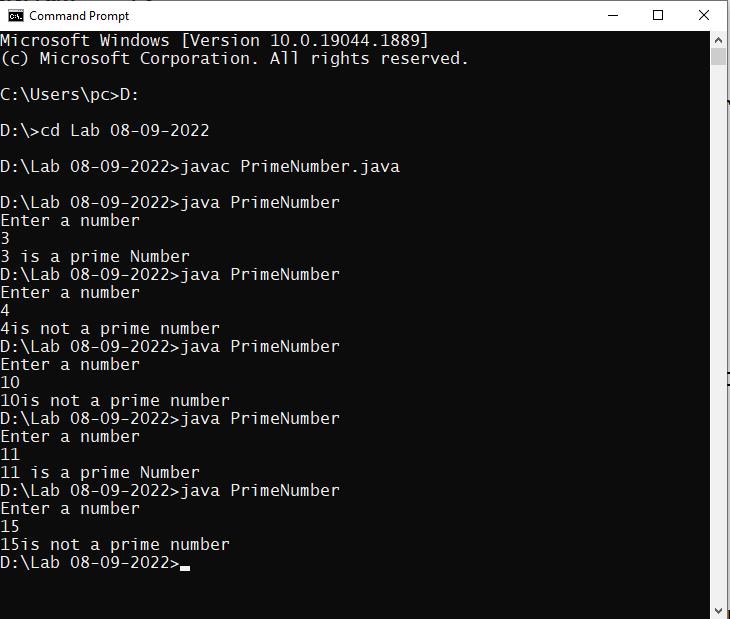 Command Prompt
Microsoft Windows [Version 10.0.19044.1889]
(c) Microsoft Corporation. All rights reserved.
C:\Users\pc>D:
D:\>cd Lab 08-09-2022
D:\Lab 08-09-2022>javac PrimeNumber.java
D:\Lab 08-09-2022>java PrimeNumber
Enter a number
3
3 is a prime Number
D:\Lab 08-09-2022>java PrimeNumber
Enter a number
4
4is not a prime number
D:\Lab 08-09-2022>java PrimeNumber
Enter a number
10
10is not a prime number
D:\Lab 08-09-2022>java PrimeNumber
Enter a number
11
11 is a prime Number
D:\Lab 08-09-2022>java PrimeNumber
Enter a number
15
15is not a prime number
D:\Lab 08-09-2022>